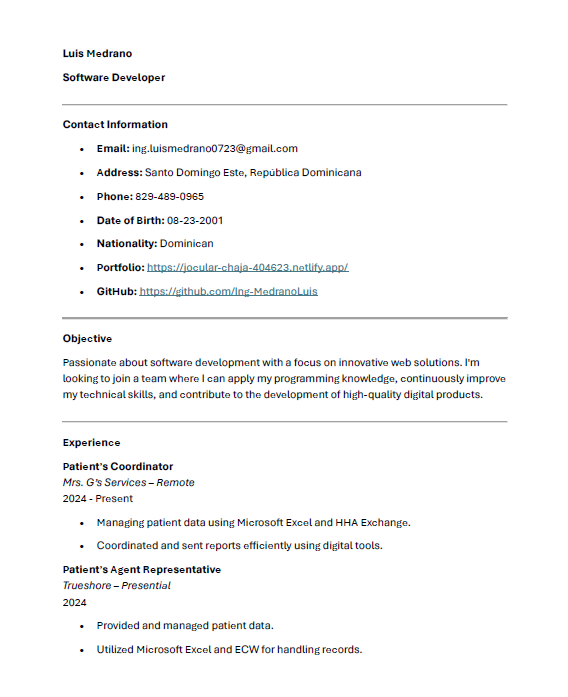 Luis Medrano
Software Developer
Contact Information
• Email: ing.luismedrano0723@gmail.com
• Address: Santo Domingo Este, República Dominicana
• Phone: 829-489-0965
• Date of Birth: 08-23-2001
• Nationality: Dominican
• Portfolio: https://jocular-chaja-404623.netlify.app/
• GitHub: https://github.com/Ing-MedranoLuis
Objective
Passionate about software development with a focus on innovative web solutions. I'm
looking to join a team where I can apply my programming knowledge, continuously improve
my technical skills, and contribute to the development of high-quality digital products.
Experience
Patient's Coordinator
Mrs. G's Services – Remote
2024 - Present
• Managing patient data using Microsoft Excel and HHA Exchange.
• Coordinated and sent reports efficiently using digital tools.
Patient's Agent Representative
Trueshore – Presential
2024
• Provided and managed patient data.
• Utilized Microsoft Excel and ECW for handling records.